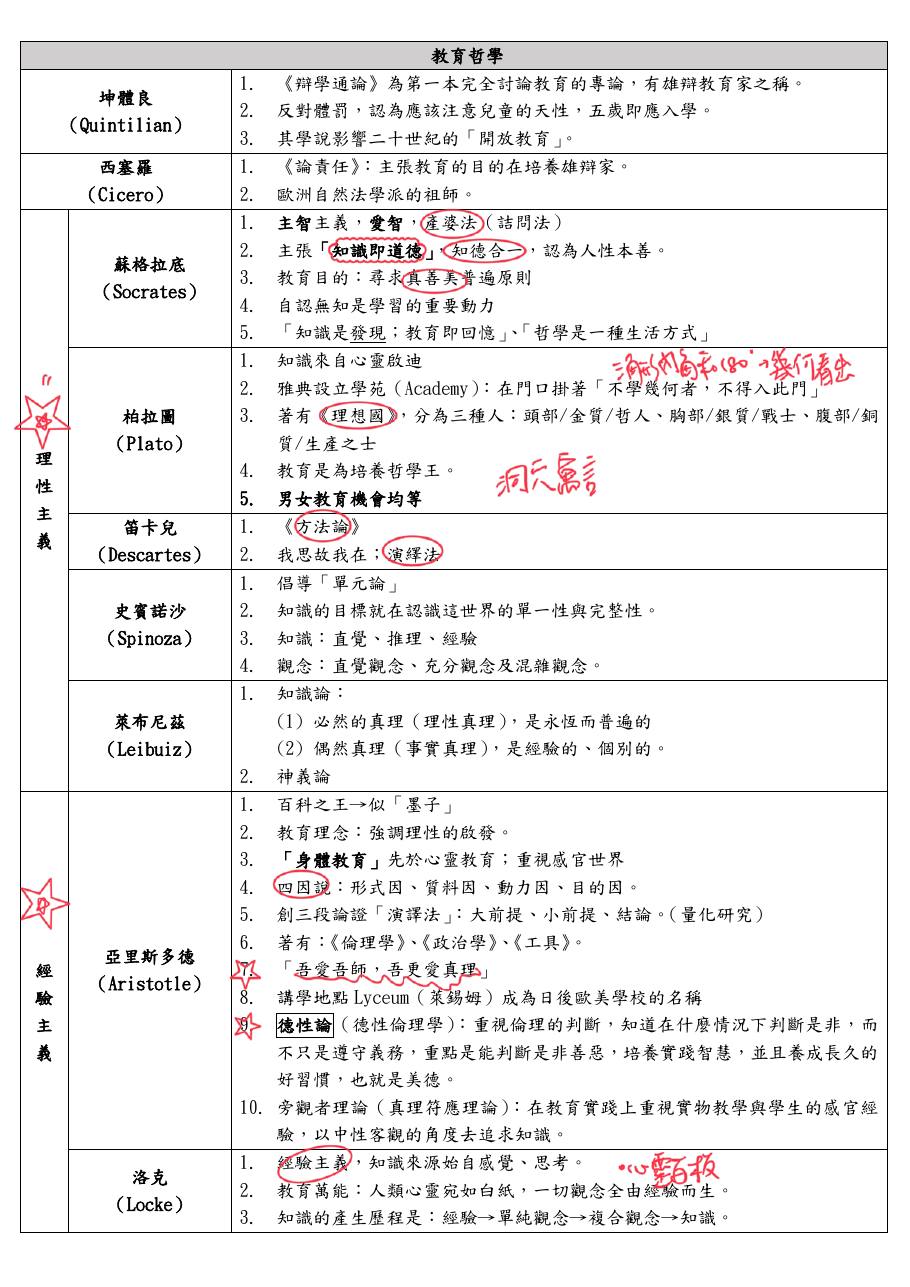 教育哲學
坤體良
（Quintilian）
1. 《辯學通論》為第一本完全討論教育的專論，有雄辯教育家之稱。
2. 反對體罰，認為應該注意兒童的天性，五歲即應入學。
3. 其學說影響二十世紀的「開放教育」。
西塞羅
（Cicero）
1. 《論責任》：主張教育的目的在培養雄辯家。
2. 歐洲自然法學派的祖師。
理性主義
蘇格拉底
（Socrates）
1. 主智主義，愛智，產婆法（詰問法）
2. 主張「知識即道德」，知德合一，認為人性本善。
3. 教育目的：尋求真善美普遍原則
4. 自認無知是學習的重要動力
5. 「知識是發現；教育即回憶」、「哲學是一種生活方式」
柏拉圖
（Plato）
1. 知識來自心靈啟迪
內角和180°→幾何看出
2. 雅典設立學苑（Academy）：在門口掛著「不學幾何者，不得入此門」
3. 著有《理想國》，分為三種人：頭部/金質/哲人、胸部/銀質/戰士、腹部/銅
質/生產之士
4. 教育是為培養哲學王。
洞穴寓言
5. 男女教育機會均等
笛卡兒
（Descartes）
1. 《方法論》
2. 我思故我在；演繹法
史賓諾沙
（Spinoza）
1. 倡導「單元論」
2. 知識的目標就在認識這世界的單一性與完整性。
3. 知識：直覺、推理、經驗
4. 觀念：直覺觀念、充分觀念及混雜觀念。
萊布尼茲
（Leibuiz）
1. 知識論：
(1) 必然的真理（理性真理），是永恆而普遍的
(2) 偶然真理（事實真理），是經驗的、個別的。
2. 神義論
經驗主義
亞里斯多德
（Aristotle）
1. 百科之王→似「墨子」
2. 教育理念：強調理性的啟發。
3. 「身體教育」先於心靈教育；重視感官世界
4. 四因說：形式因、質料因、動力因、目的因。
5. 創三段論證「演譯法」：大前提、小前提、結論。（量化研究）
6. 著有：《倫理學》、《政治學》、《工具》。
7. 「吾愛吾師，吾更愛真理」
8. 講學地點 Lyceum（萊錫姆）成為日後歐美學校的名稱
9. 德性論（德性倫理學）：重視倫理的判斷，知道在什麼情況下判斷是非，而
不只是遵守義務，重點是能判斷是非善惡，培養實踐智慧，並且養成長久的
好習慣，也就是美德。
10. 旁觀者理論（真理符應理論）：在教育實踐上重視實物教學與學生的感官經
驗，以中性客觀的角度去追求知識。
洛克
（Locke）
1. 經驗主義，知識來源始自感覺、思考。
•心靈白板
2. 教育萬能：人類心靈宛如白紙，一切觀念全由經驗而生。
3. 知識的產生歷程是：經驗→單純觀念→複合觀念→知識。